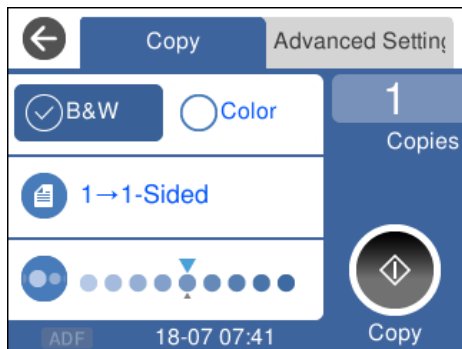 Copy
Advanced Setting
B&W
Color
1
Copies
1→1-Sided
ADF
18-07 07:41
Copy